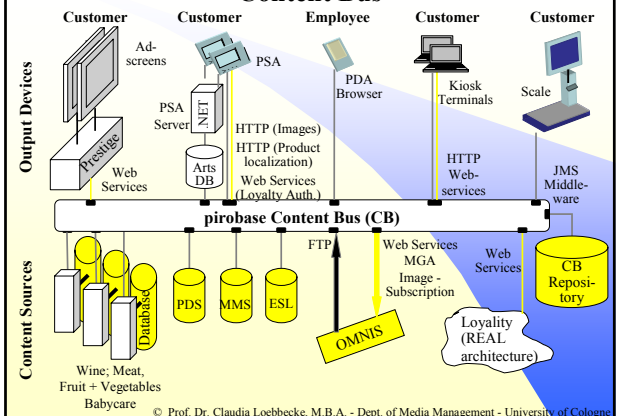 Content Bus
Customer
Customer
Employee
Customer
Customer
Output Devices
Ad-
screens
PSA
PDA
Browser
Kiosk
Terminals
Scale
PSA
Server
.NET
Prestige
Arts
DB
HTTP (Images)
HTTP (Product
localization)
Web Services
(Loyalty Auth.)
Web
Services
HTTP
Web-
services
JMS
Middle-
ware
pirobase Content Bus (CB)
Content Sources
FTP
Web Services
MGA
Image -
Subscription
Web
Services
CB
Reposi-
tory
Database
PDS
MMS
ESL
OMNIS
Loyality
(REAL
architecture)
Wine; Meat,
Fruit + Vegetables
Babycare
© Prof. Dr. Claudia Loebbecke, M.B.A. - Dept. of Media Management - University of Cologne